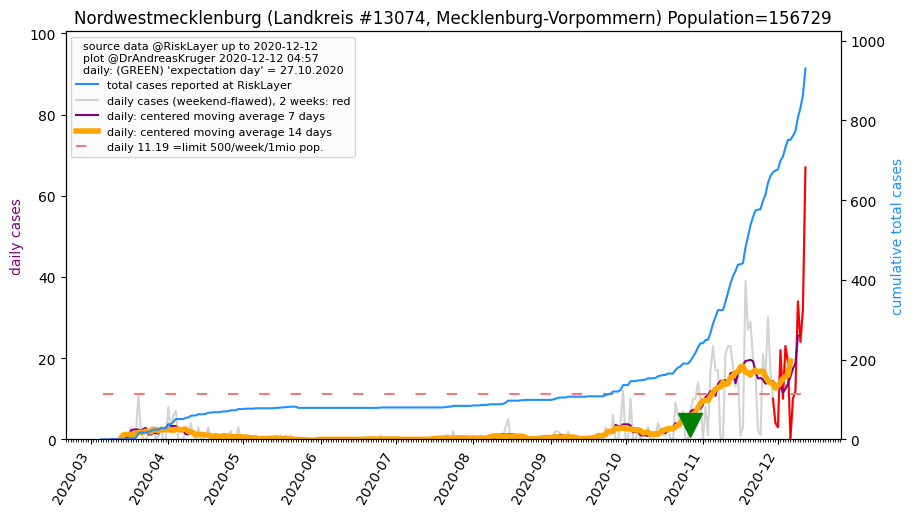 Nordwestmecklenburg (Landkreis #13074, Mecklenburg-Vorpommern) Population=156729
source data @RiskLayer up to 2020-12-12
plot @DrAndreasKruger 2020-12-12 04:57
daily: (GREEN) 'expectation day' = 27.10.2020
total cases reported at RiskLayer
daily cases (weekend-flawed), 2 weeks: red
daily: centered moving average 7 days
daily: centered moving average 14 days
daily 11.19 =limit 500/week/1mio pop.
daily cases
100
80
60
40
20
0
cumulative total cases
1000
800
600
400
200
0
2020-03
2020-04
2020-05
2020-06
2020-07
2020-08
2020-09
2020-10
2020-11
2020-12